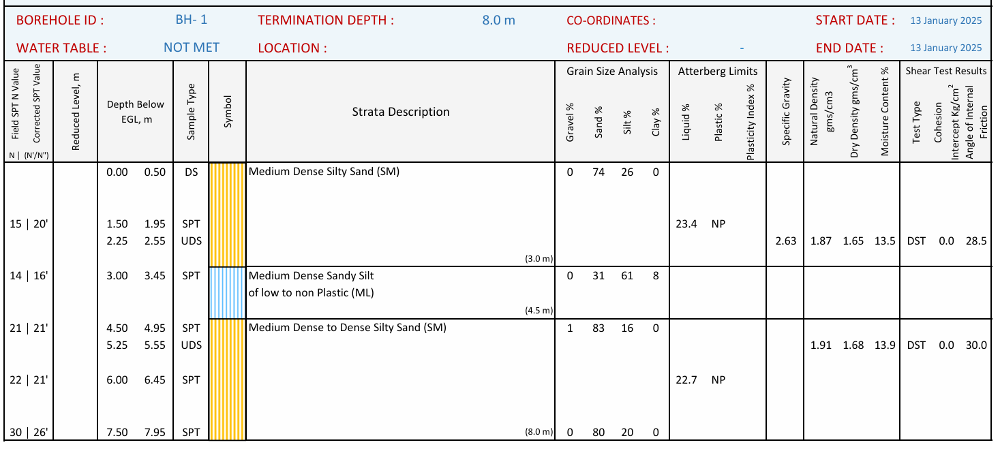 BOREHOLE ID : BH- 1 TERMINATION DEPTH : 8.0 m CO-ORDINATES : START DATE : 13 January 2025
WATER TABLE : NOT MET LOCATION : REDUCED LEVEL : - END DATE : 13 January 2025
Field SPT N Value
Corrected SPT Value
N | (N'/N")
Reduced Level, m
Depth Below
EGL, m
Sample Type
Symbol
Strata Description
Grain Size Analysis
Gravel %
Sand %
Silt %
Clay %
Atterberg Limits
Liquid %
Plastic %
Plasticity Index %
Specific Gravity
Natural Density
gms/cm3
Dry Density gms/cm³
Moisture Content %
Shear Test Results
Test Type
Cohesion
Intercept Kg/cm²
Angle of Internal
Friction
0.00 0.50 DS Medium Dense Silty Sand (SM) 0 74 26 0
15 | 20' 1.50 1.95 SPT 23.4 NP
2.25 2.55 UDS 2.63 1.87 1.65 13.5 DST 0.0 28.5
(3.0 m)
14 | 16' 3.00 3.45 SPT Medium Dense Sandy Silt 0 31 61 8
of low to non Plastic (ML)
(4.5 m)
21 | 21' 4.50 4.95 SPT Medium Dense to Dense Silty Sand (SM) 1 83 16 0
5.25 5.55 UDS 1.91 1.68 13.9 DST 0.0 30.0
22 | 21' 6.00 6.45 SPT 22.7 NP
30 | 26' 7.50 7.95 SPT (8.0 m) 0 80 20 0